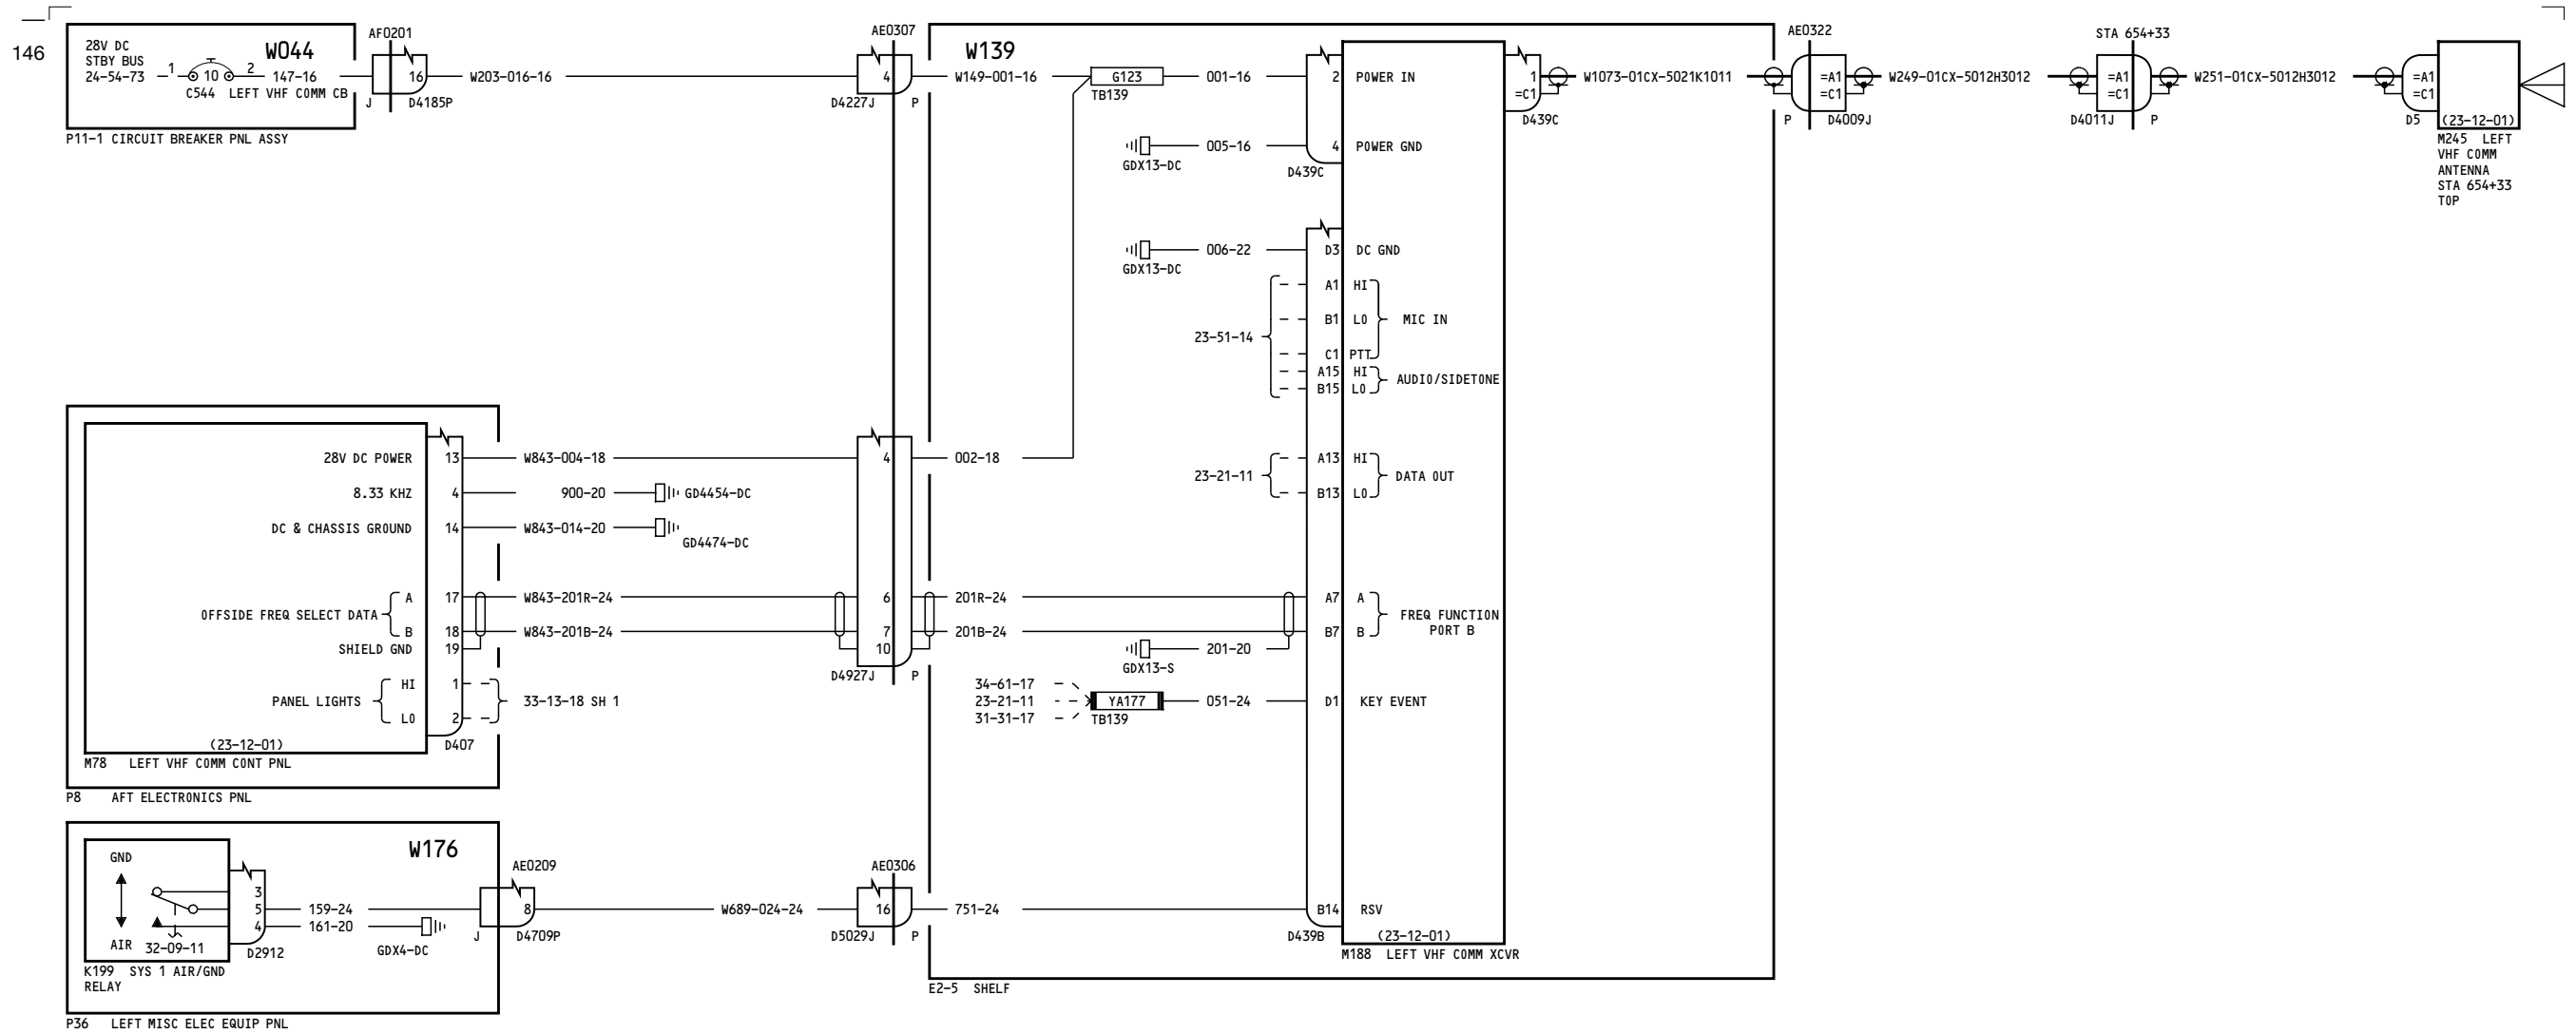 146
28V DC
STBY BUS
24-54-73
W044
1
10
2
147-16
C544 LEFT VHF COMM CB
P11-1 CIRCUIT BREAKER PNL ASSY
AF0201
16
J
D4185P
W203-016-16
AE0307
4
D4227J
P
W139
W149-001-16
G123
TB139
001-16
2
POWER IN
GDX13-DC
005-16
4
POWER GND
D439C
1
=C1
D439C
W1073-01CX-5021K1011
AE0322
=A1
=C1
P
D4009J
W249-01CX-5012H3012
STA 654+33
=A1
=C1
D4011J
P
W251-01CX-5012H3012
=A1
=C1
D5
(23-12-01)
M245 LEFT
VHF COMM
ANTENNA
STA 654+33
TOP
GDX13-DC
006-22
D3
DC GND
23-51-14
A1 HI
B1 LO
C1 PTT
MIC IN
A15 HI
B15 LO
AUDIO/SIDETONE
23-21-11
A13 HI
B13 LO
DATA OUT
28V DC POWER
13
W843-004-18
4
002-18
8.33 KHZ
4
900-20
GD4454-DC
DC & CHASSIS GROUND
14
W843-014-20
GD4474-DC
OFFSIDE FREQ SELECT DATA
A
17
W843-201R-24
6
201R-24
A7 A
B
18
W843-201B-24
7
201B-24
B7 B
FREQ FUNCTION
PORT B
SHIELD GND
19
10
D4927J
P
GDX13-S
201-20
PANEL LIGHTS
HI
1
LO
2
33-13-18 SH 1
(23-12-01)
D407
M78 LEFT VHF COMM CONT PNL
P8 AFT ELECTRONICS PNL
34-61-17
23-21-11
31-31-17
YA177
TB139
051-24
D1
KEY EVENT
W176
GND
AIR
32-09-11
3
5
4
D2912
159-24
161-20
GDX4-DC
K199 SYS 1 AIR/GND
RELAY
P36 LEFT MISC ELEC EQUIP PNL
AE0209
8
J
D4709P
W689-024-24
AE0306
16
D5029J
P
751-24
B14
RSV
D439B
(23-12-01)
M188 LEFT VHF COMM XCVR
E2-5 SHELF